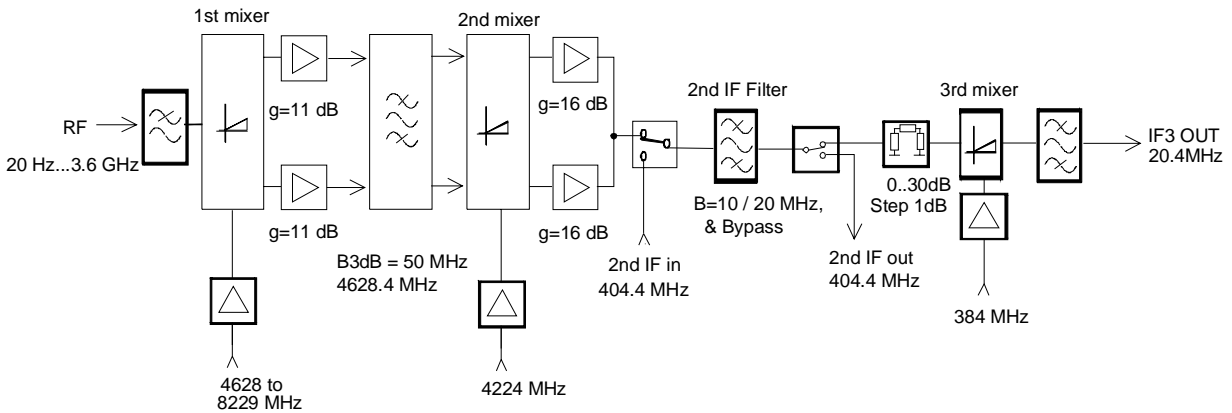 1st mixer
2nd mixer
g=11 dB
g=16 dB
2nd IF Filter
3rd mixer
RF
20 Hz...3.6 GHz
IF3 OUT
20.4MHz
0..30dB
Step 1dB
B=10 / 20 MHz,
& Bypass
g=11 dB
g=16 dB
B3dB = 50 MHz
4628.4 MHz
2nd IF in
404.4 MHz
2nd IF out
404.4 MHz
384 MHz
4628 to
8229 MHz
4224 MHz